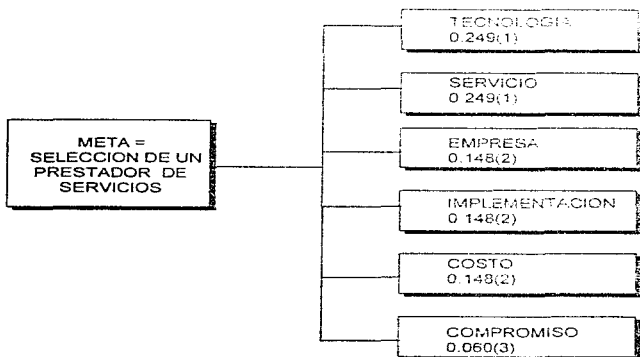 META =
SELECCION DE UN
PRESTADOR DE
SERVICIOS
TECNOLOGIA
0.249(1)
SERVICIO
0.249(1)
EMPRESA
0.148(2)
IMPLEMENTACION
0.148(2)
COSTO
0.148(2)
COMPROMISO
0.060(3)